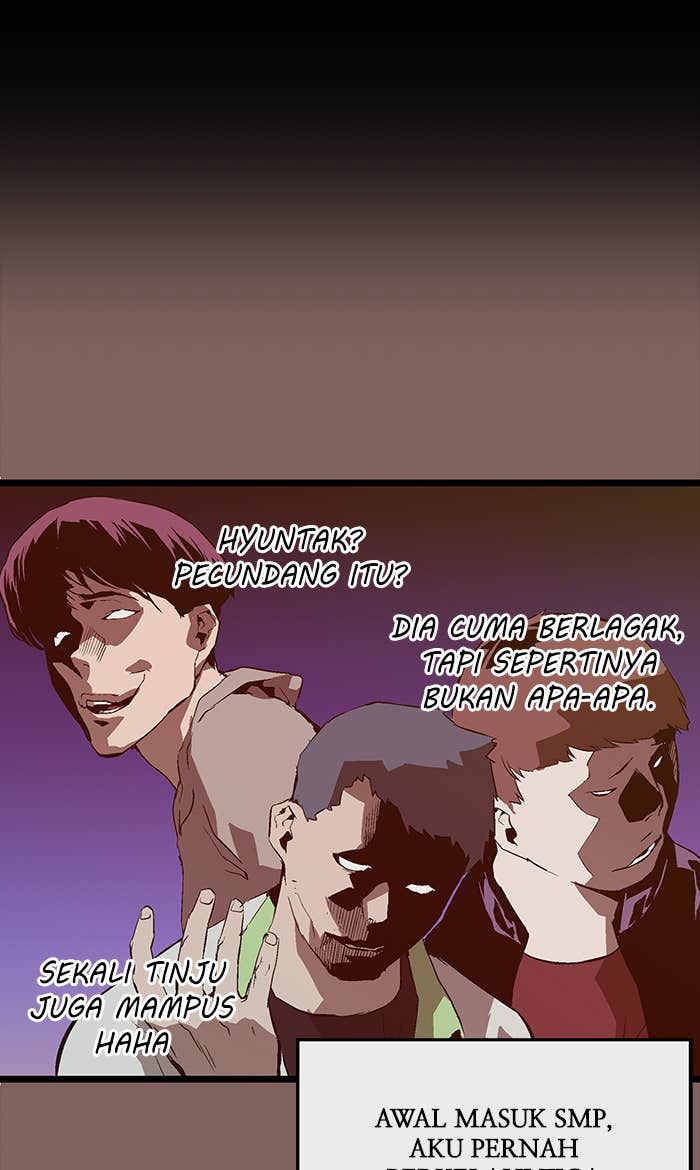 HYUNTAK?
PECUNDANG ITU?
DIA CUMA BERLAGAK,
TAPI SEPERTINYA
BUKAN APA-APA.
SEKALI TINJU
JUGA MAMPUS
HAHA
AWAL MASUK SMP,
AKU PERNAH